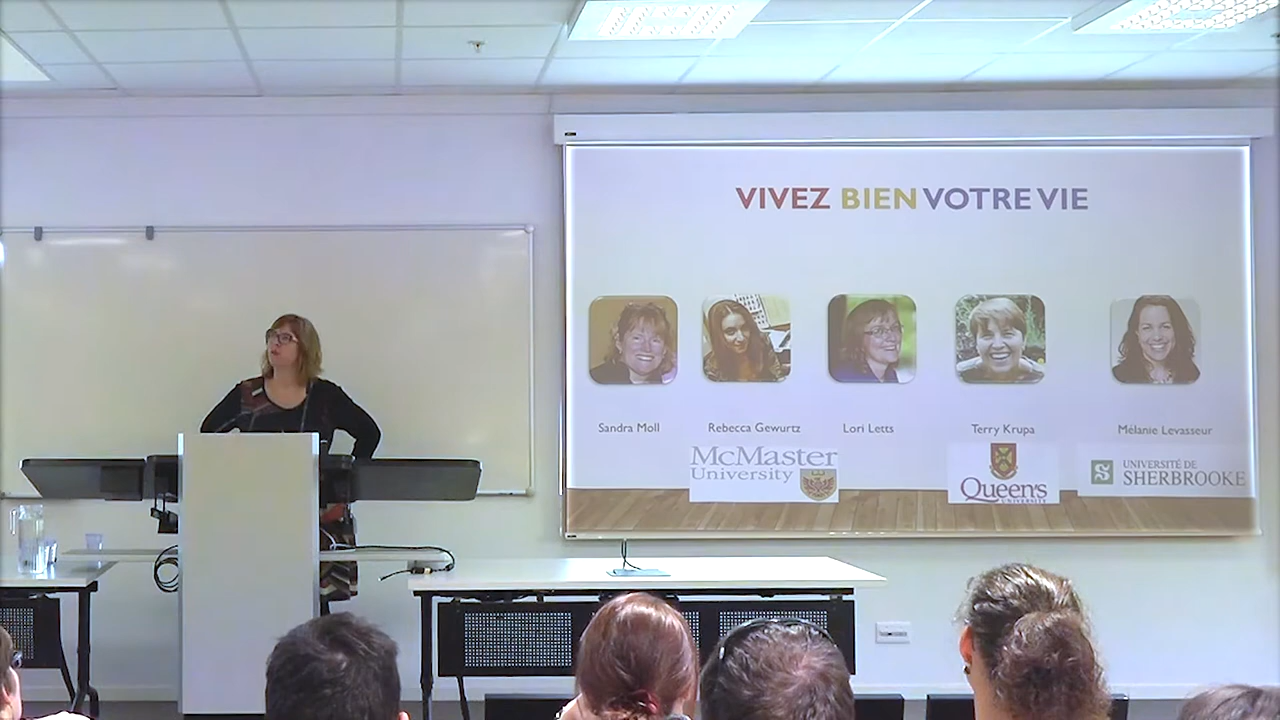 VIVEZ BIEN VOTRE VIE
Sandra Moll
Rebecca Gewurtz
Lori Letts
Terry Krupa
Mélanie Levasseur
McMaster
University
Queen's
UNIVERSITY
UNIVERSITÉ DE
SHERBROOKE